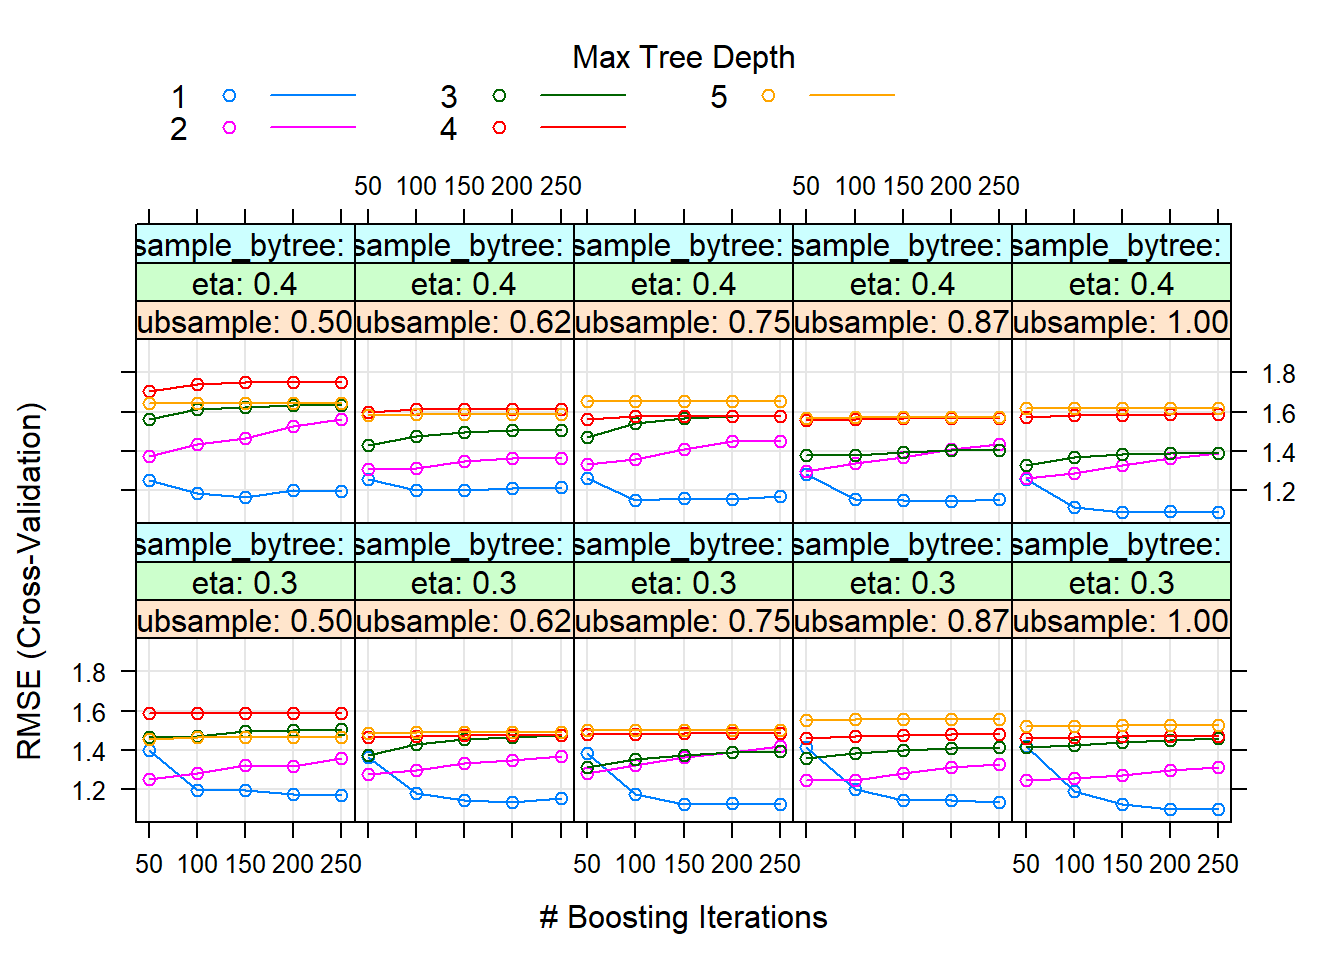 Max Tree Depth
1 3 5
2 4
50 100 150 200 250 50 100 150 200 250
sample_bytree: sample_bytree: sample_bytree: sample_bytree: sample_bytree:
eta: 0.4 eta: 0.4 eta: 0.4 eta: 0.4 eta: 0.4
ubsample: 0.50 ubsample: 0.62 ubsample: 0.75 ubsample: 0.87 ubsample: 1.00
1.8
1.6
1.4
1.2
sample_bytree: sample_bytree: sample_bytree: sample_bytree: sample_bytree:
eta: 0.3 eta: 0.3 eta: 0.3 eta: 0.3 eta: 0.3
ubsample: 0.50 ubsample: 0.62 ubsample: 0.75 ubsample: 0.87 ubsample: 1.00
1.8
1.6
1.4
1.2
RMSE (Cross-Validation)
50 100 150 200 250 50 100 150 200 250 50 100 150 200 250
# Boosting Iterations